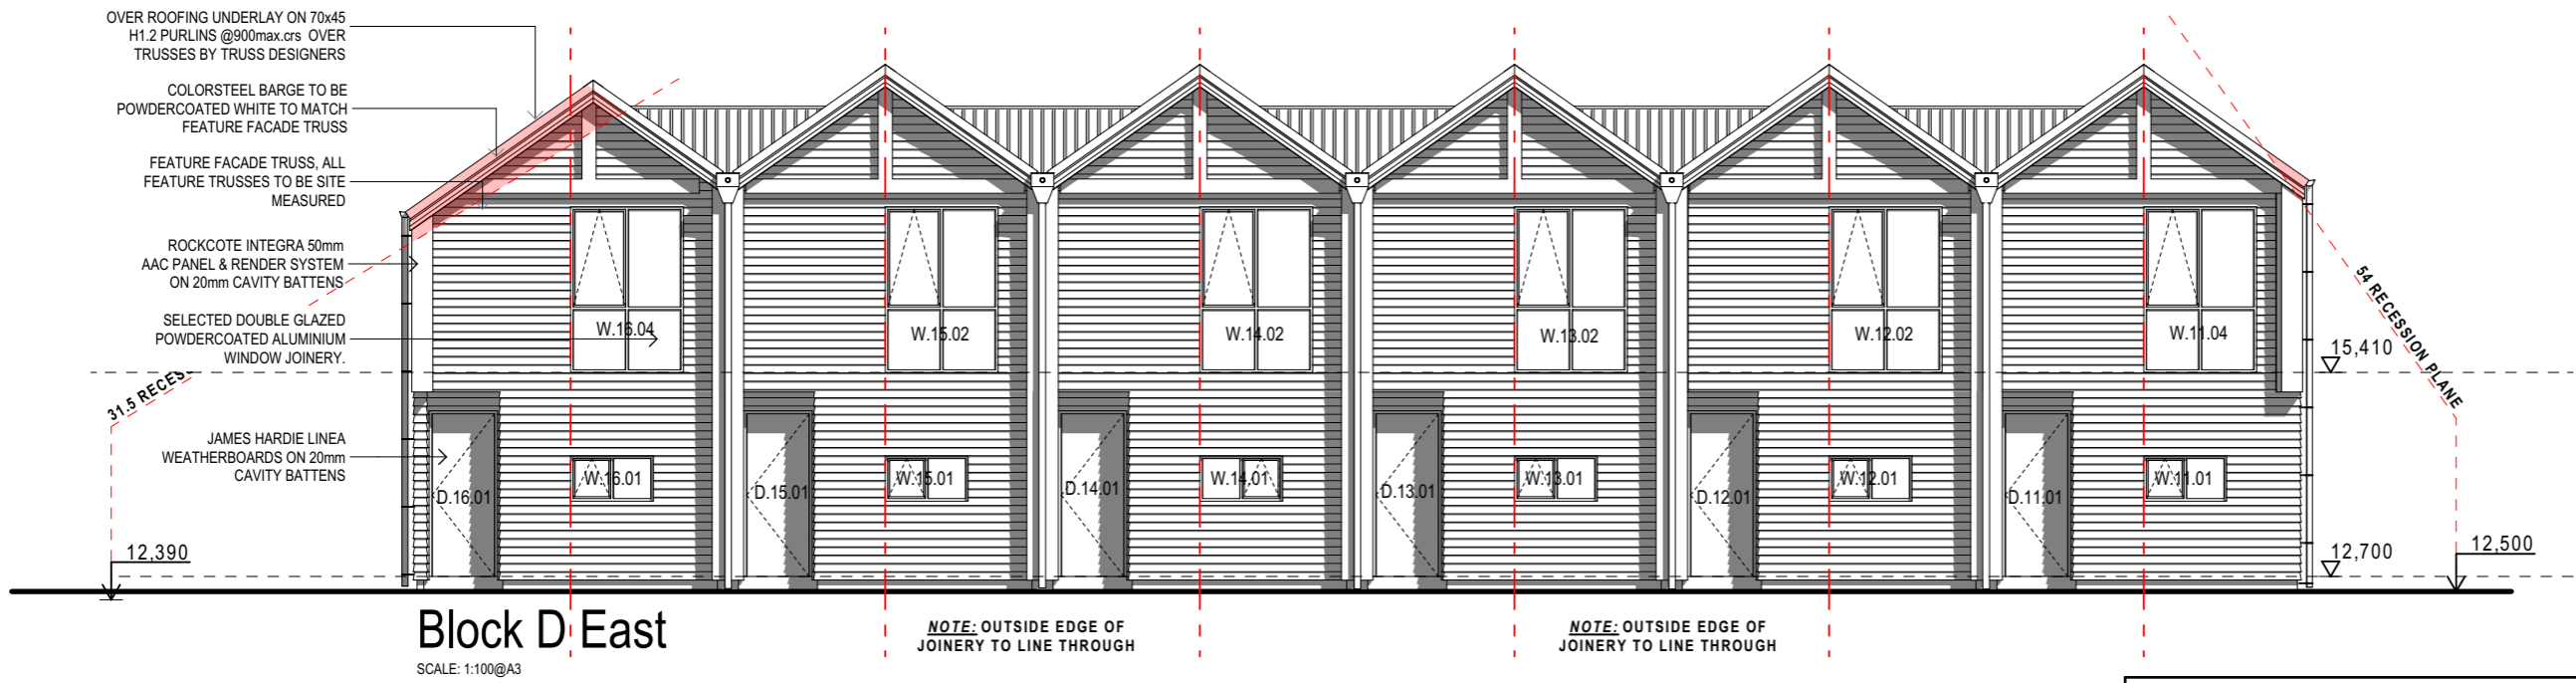 OVER ROOFING UNDERLAY ON 70x45
H1.2 PURLINS @900max.crs OVER
TRUSSES BY TRUSS DESIGNERS
COLORSTEEL BARGE TO BE
POWDERCOATED WHITE TO MATCH
FEATURE FACADE TRUSS
FEATURE FACADE TRUSS, ALL
FEATURE TRUSSES TO BE SITE
MEASURED
ROCKCOTE INTEGRA 50mm
AAC PANEL & RENDER SYSTEM
ON 20mm CAVITY BATTENS
SELECTED DOUBLE GLAZED
POWDERCOATED ALUMINIUM
WINDOW JOINERY.
31.5 RECES
JAMES HARDIE LINEA
WEATHERBOARDS ON 20mm
CAVITY BATTENS
12,390
W.16.04
W.15.02
W.14.02
W.13.02
W.12.02
W.11.04
D.16.01
W.16.01
D.15.01
W.15.01
D.14.01
W.14.01
D.13.01
W.13.01
D.12.01
W.12.01
D.11.01
W.11.01
54 RECESSION PLANE
15,410
12,700
12,500
Block D East
SCALE: 1:100@A3
NOTE: OUTSIDE EDGE OF
JOINERY TO LINE THROUGH
NOTE: OUTSIDE EDGE OF
JOINERY TO LINE THROUGH